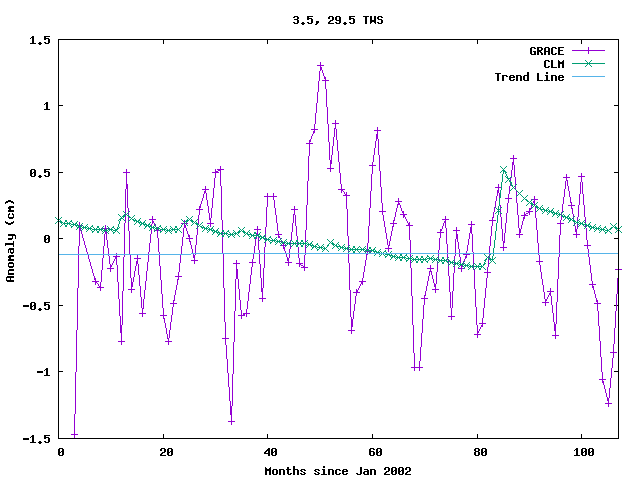 3.5, 29.5 TWS
GRACE
CLM
Trend Line
1.5
1
0.5
0
-0.5
-1
-1.5
Anomaly (cm)
0 20 40 60 80 100
Months since Jan 2002